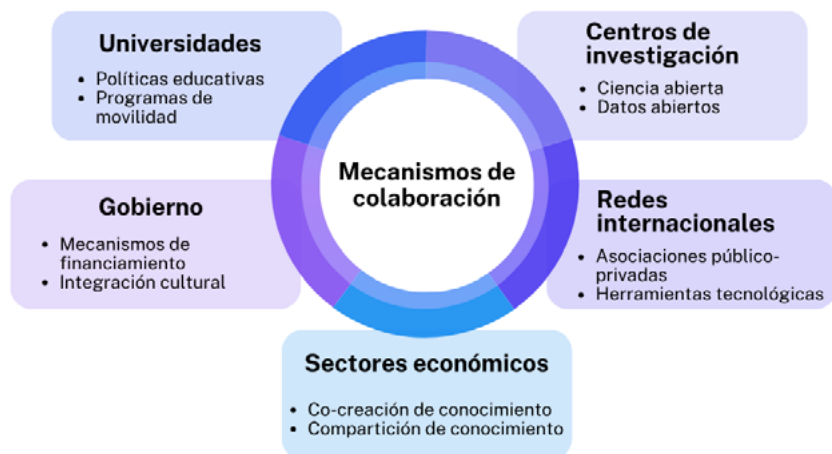 Universidades
• Políticas educativas
• Programas de
movilidad
Centros de
investigación
• Ciencia abierta
• Datos abiertos
Mecanismos de
colaboración
Gobierno
• Mecanismos de
financiamiento
• Integración cultural
Redes
internacionales
• Asociaciones público-
privadas
• Herramientas tecnológicas
Sectores económicos
• Co-creación de conocimiento
• Compartición de conocimiento